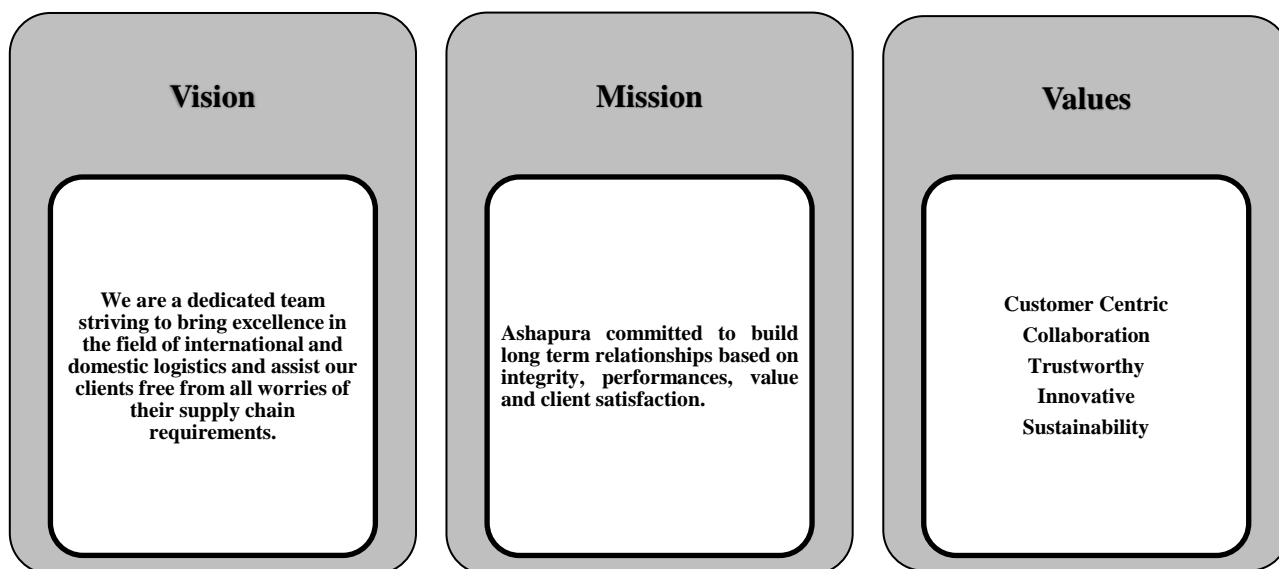 Vision
We are a dedicated team
striving to bring excellence in
the field of international and
domestic logistics and assist our
clients free from all worries of
their supply chain
requirements.
Mission
Ashapura committed to build
long term relationships based on
integrity, performances, value
and client satisfaction.
Values
Customer Centric
Collaboration
Trustworthy
Innovative
Sustainability